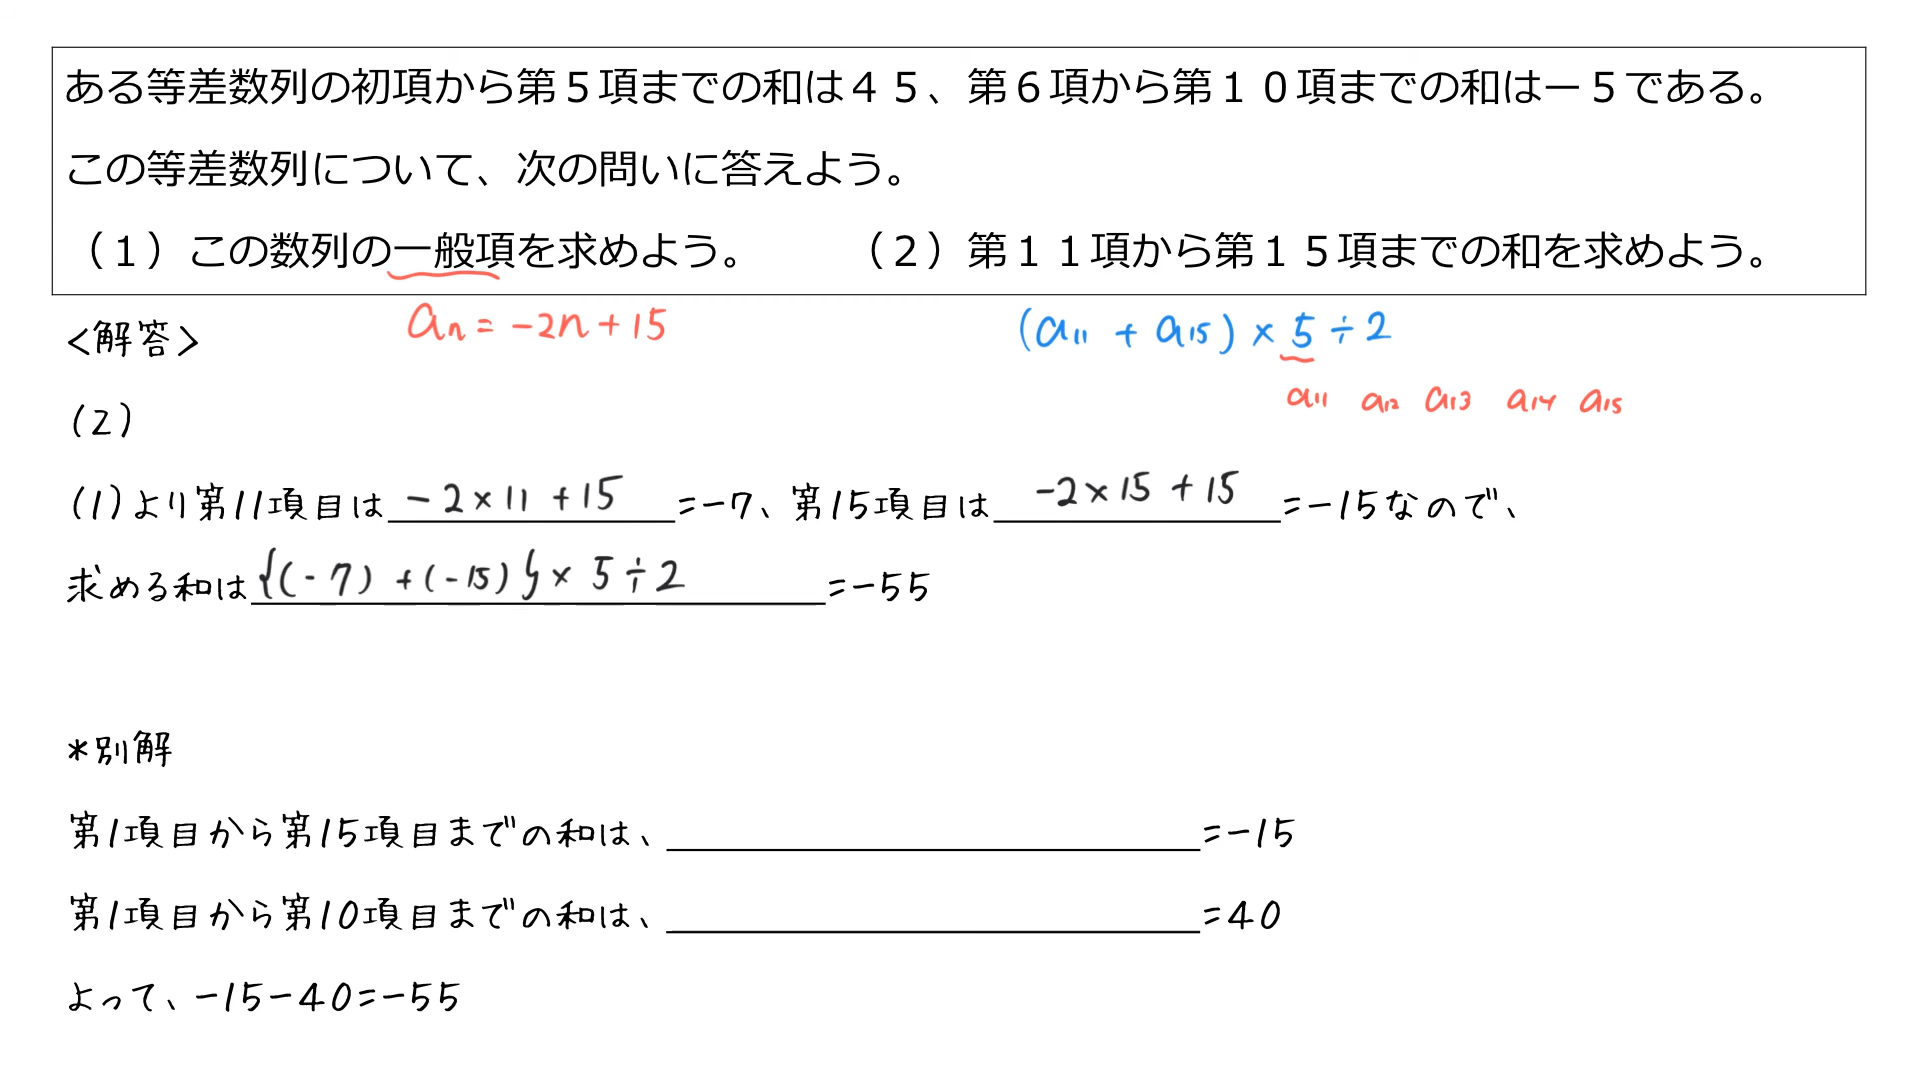 ある等差数列の初項から第５項までの和は４５、第６項から第１０項までの和は－５である。
この等差数列について、次の問いに答えよう。
（１）この数列の一般項を求めよう。　（２）第１１項から第１５項までの和を求めよう。
<解答>
aₙ = -2n + 15
(a₁₁ + a₁₅) × 5 ÷ 2
a₁₁ a₁₂ a₁₃ a₁₄ a₁₅
(2)
(1)より第11項目は -2×11+15 =-7、第15項目は -2×15+15 =-15なので、
求める和は {(-7)+(-15)}×5÷2 =-55
*別解
第1項目から第15項目までの和は、＿＿＿＿＿＿=-15
第1項目から第10項目までの和は、＿＿＿＿＿＿=40
よって、-15-40=-55